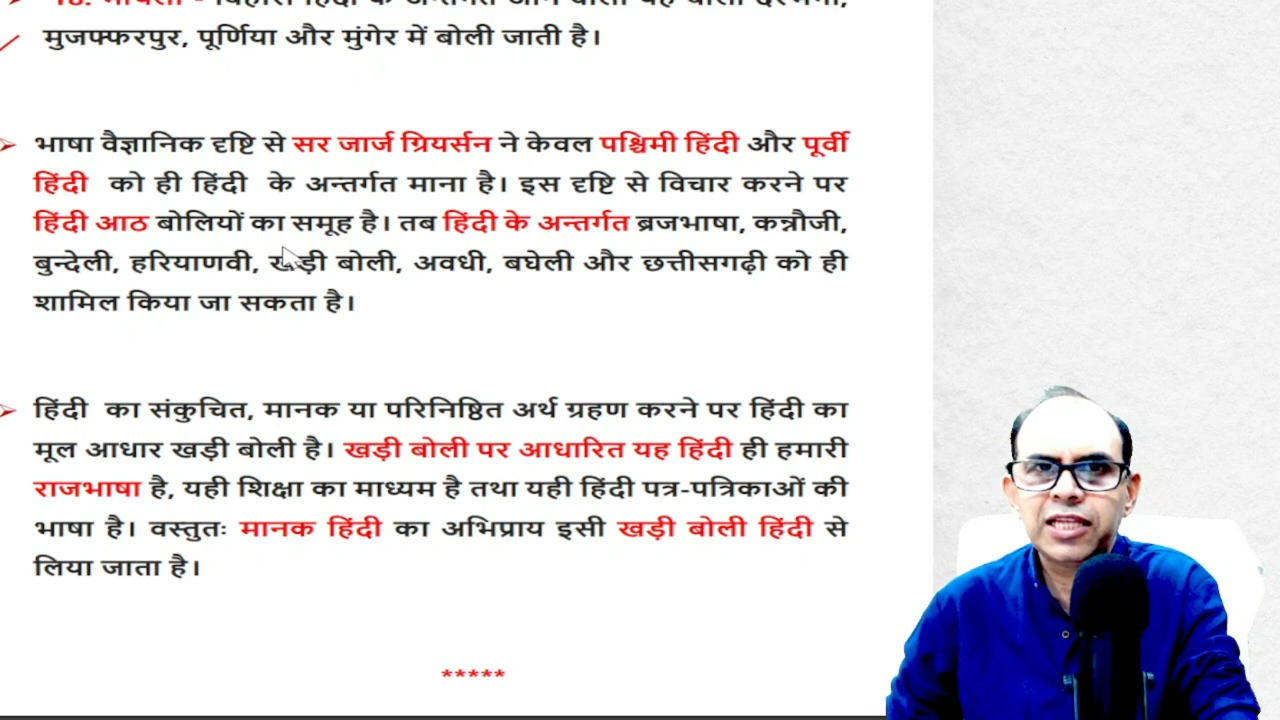 मुजफ्फरपुर, पूर्णिया और मुंगेर में बोली जाती है।
भाषा वैज्ञानिक दृष्टि से सर जार्ज ग्रियर्सन ने केवल पश्चिमी हिंदी और पूर्वी
हिंदी को ही हिंदी के अन्तर्गत माना है। इस दृष्टि से विचार करने पर
हिंदी आठ बोलियों का समूह है। तब हिंदी के अन्तर्गत ब्रजभाषा, कन्नौजी,
बुन्देली, हरियाणवी, खड़ी बोली, अवधी, बघेली और छत्तीसगढ़ी को ही
शामिल किया जा सकता है।
हिंदी का संकुचित, मानक या परिनिष्ठित अर्थ ग्रहण करने पर हिंदी का
मूल आधार खड़ी बोली है। खड़ी बोली पर आधारित यह हिंदी ही हमारी
राजभाषा है, यही शिक्षा का माध्यम है तथा यही हिंदी पत्र-पत्रिकाओं की
भाषा है। वस्तुतः मानक हिंदी का अभिप्राय इसी खड़ी बोली हिंदी से
लिया जाता है।
*****